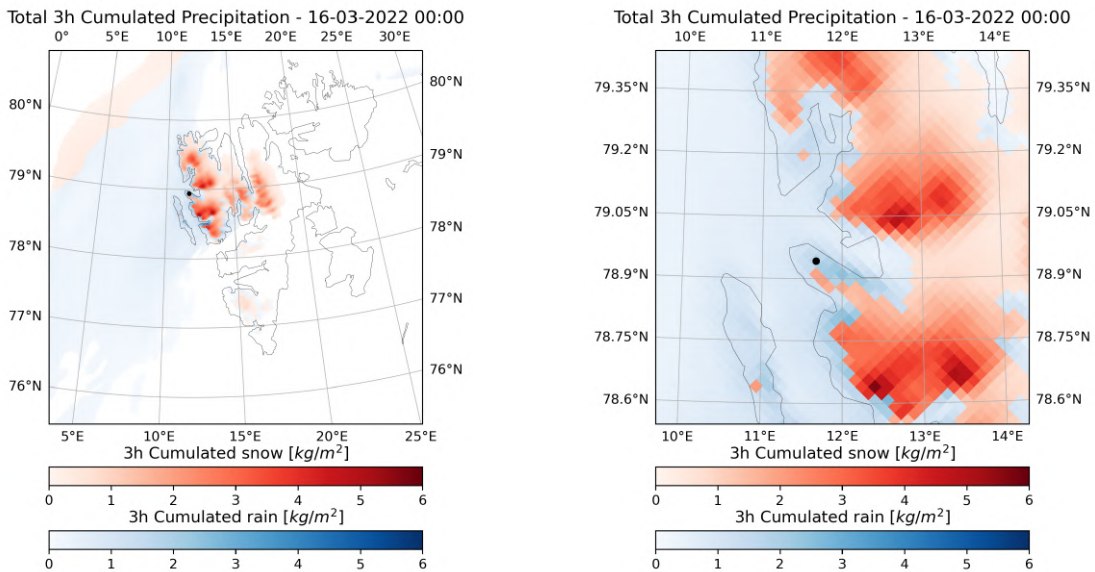 Total 3h Cumulated Precipitation - 16-03-2022 00:00
0° 5°E 10°E 15°E 20°E 25°E 30°E
80°N
79°N
78°N
77°N
76°N
80°N
79°N
78°N
77°N
76°N
5°E 10°E 15°E 20°E 25°E
3h Cumulated snow [kg/m²]
0 1 2 3 4 5 6
3h Cumulated rain [kg/m²]
0 1 2 3 4 5 6
Total 3h Cumulated Precipitation - 16-03-2022 00:00
10°E 11°E 12°E 13°E 14°E
79.35°N
79.2°N
79.05°N
78.9°N
78.75°N
78.6°N
79.35°N
79.2°N
79.05°N
78.9°N
78.75°N
78.6°N
10°E 11°E 12°E 13°E 14°E
3h Cumulated snow [kg/m²]
0 1 2 3 4 5 6
3h Cumulated rain [kg/m²]
0 1 2 3 4 5 6